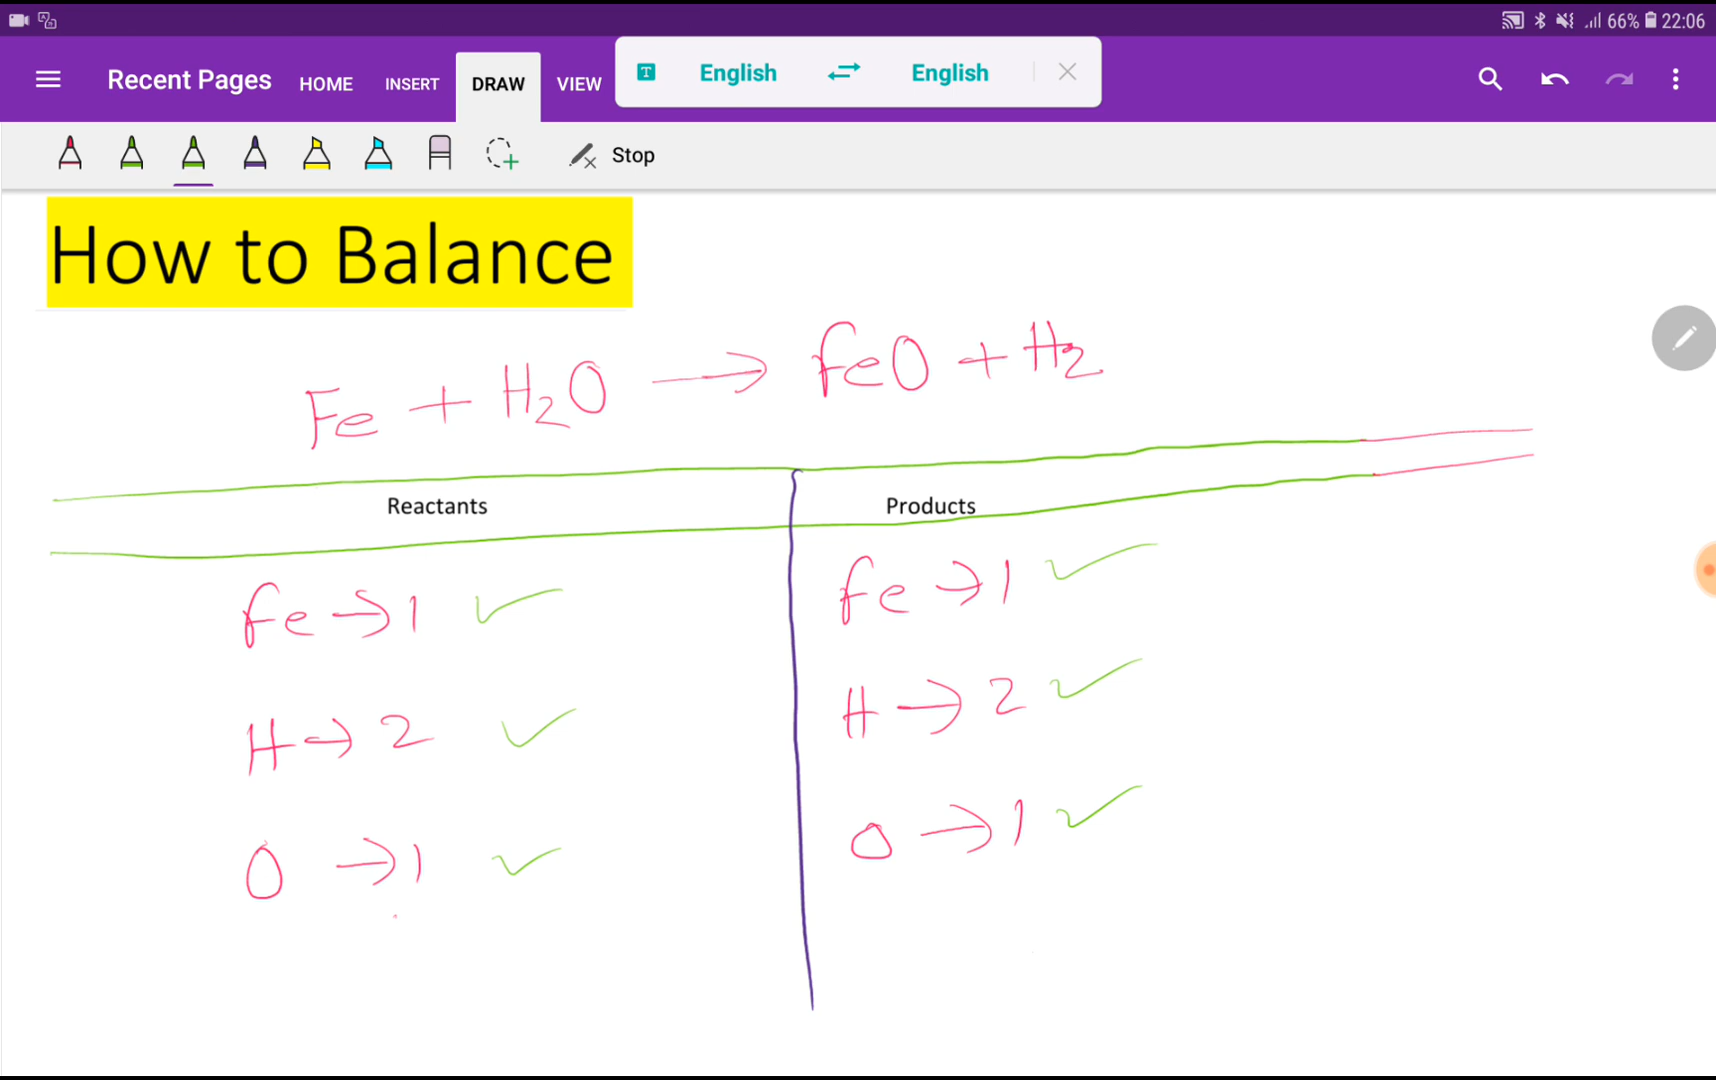 66% 22:06
Recent Pages HOME INSERT DRAW VIEW English English
Stop
How to Balance
Fe + H2O → FeO + H2
Reactants Products
Fe → 1 Fe → 1
H → 2 H → 2
O → 1 O → 1